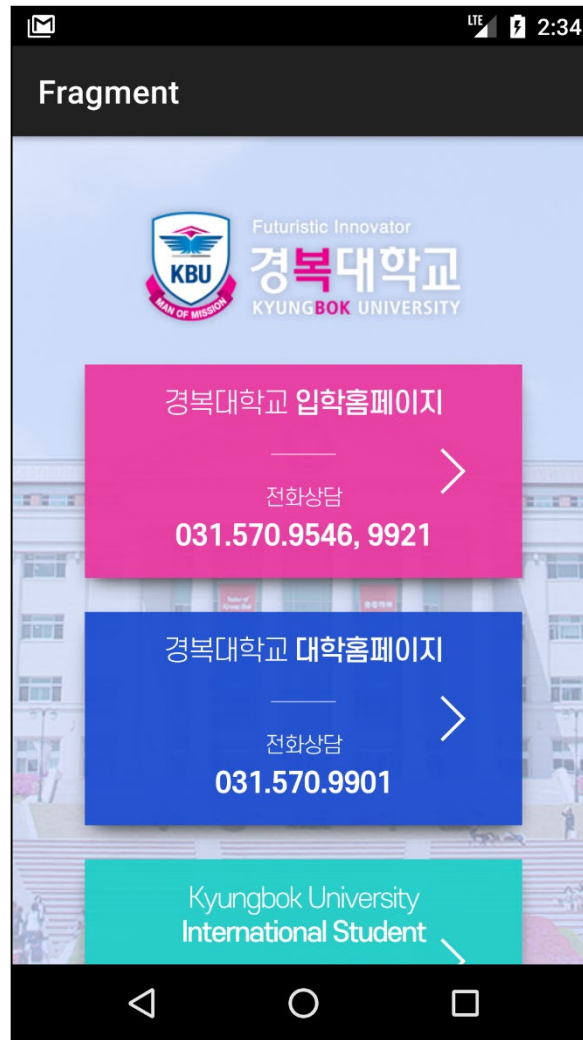 LTE 2:34
Fragment
Futuristic Innovator
KBU
경복대학교
MAN OF MISSION
KYUNGBOK UNIVERSITY
경복대학교 입학홈페이지
전화상담
031.570.9546, 9921
경복대학교 대학홈페이지
전화상담
031.570.9901
Kyungbok University
International Student